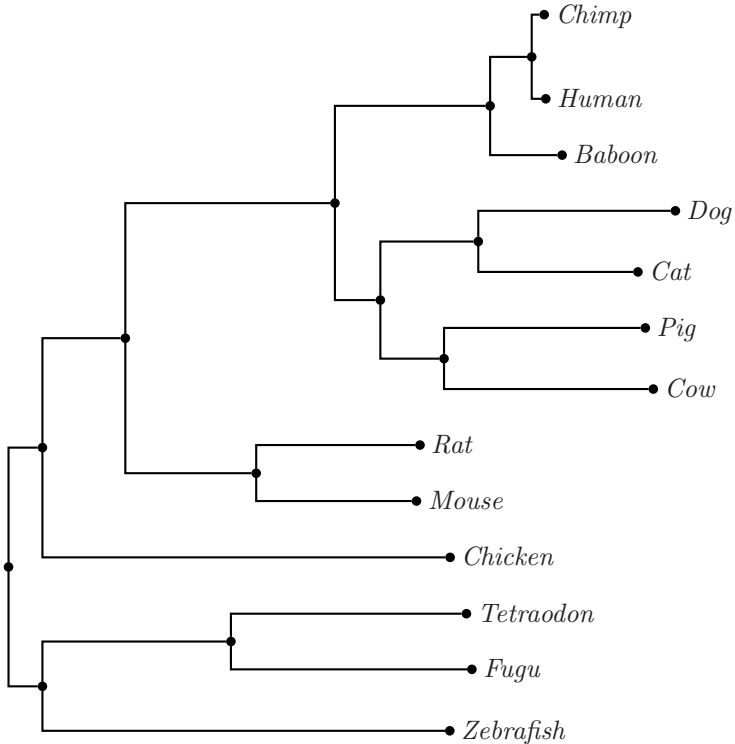 Chimp
Human
Baboon
Dog
Cat
Pig
Cow
Rat
Mouse
Chicken
Tetraodon
Fugu
Zebrafish